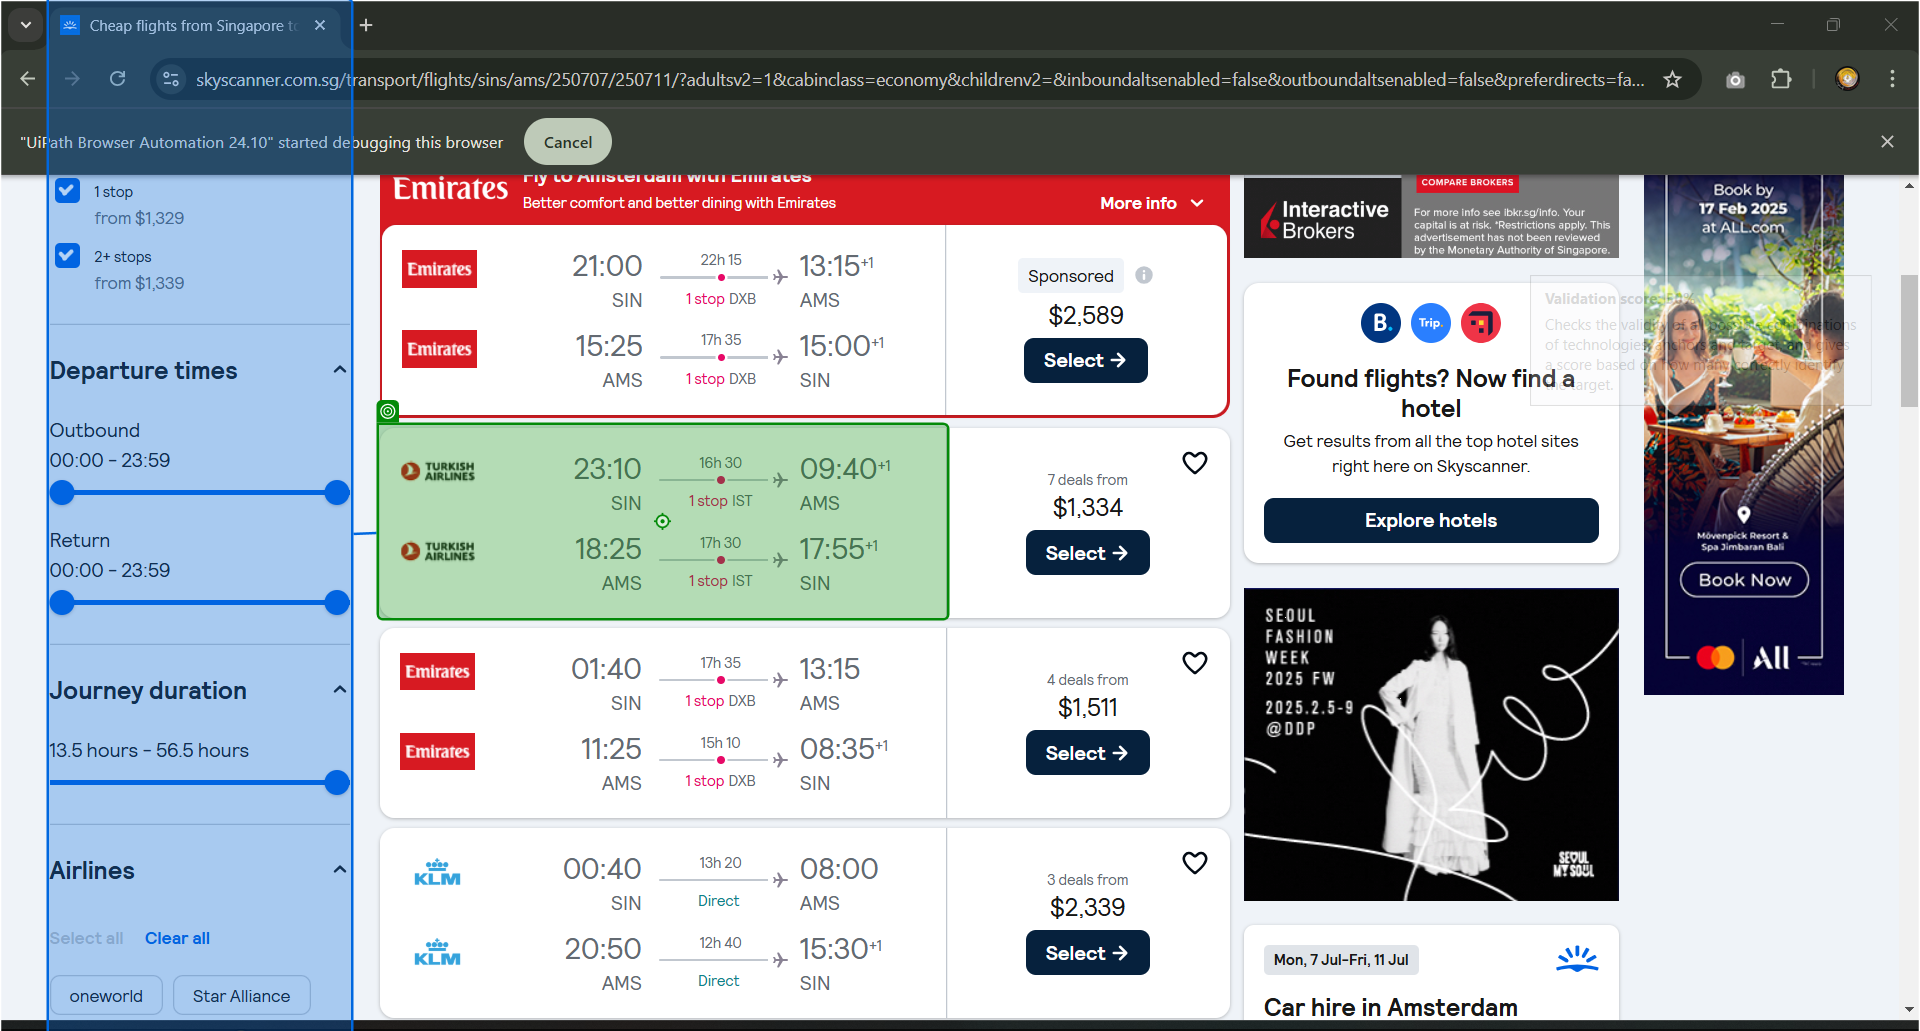 Cheap flights from Singapore to
skyscanner.com.sg/transport/flights/sins/ams/250707/250711/?adultsv2=1&cabinclass=economy&childrenv2=&inboundaltsenabled=false&outboundaltsenabled=false&preferdirects=fa...
"UiPath Browser Automation 24.10" started debugging this browser
Cancel
1 stop
from $1,329
2+ stops
from $1,339
Departure times
Outbound
00:00 – 23:59
Return
00:00 – 23:59
Journey duration
13.5 hours – 56.5 hours
Airlines
Select all Clear all
oneworld Star Alliance
Emirates
Fly to Amsterdam with Emirates
Better comfort and better dining with Emirates
More info
Emirates
21:00
SIN
22h 15
1 stop DXB
13:15+1
AMS
Emirates
15:25
AMS
17h 35
1 stop DXB
15:00+1
SIN
Sponsored
$2,589
Select →
TURKISH
AIRLINES
23:10
SIN
16h 30
1 stop IST
09:40+1
AMS
TURKISH
AIRLINES
18:25
AMS
17h 30
1 stop IST
17:55+1
SIN
7 deals from
$1,334
Select →
Emirates
01:40
SIN
17h 35
1 stop DXB
13:15
AMS
Emirates
11:25
AMS
15h 10
1 stop DXB
08:35+1
SIN
4 deals from
$1,511
Select →
KLM
00:40
SIN
13h 20
Direct
08:00
AMS
KLM
20:50
AMS
12h 40
Direct
15:30+1
SIN
3 deals from
$2,339
Select →
Interactive
Brokers
COMPARE BROKERS
For more info see ibkr.sg/info. Your
capital is at risk. *Restrictions apply. This
advertisement has not been reviewed
by the Monetary Authority of Singapore.
B.
Trip.
Found flights? Now find a
hotel
Get results from all the top hotel sites
right here on Skyscanner.
Explore hotels
SEOUL
FASHION
WEEK
2025 FW
2025.2.5-9
@DDP
SEOUL
MY SOUL
Mon, 7 Jul–Fri, 11 Jul
Car hire in Amsterdam
Book by
17 Feb 2025
at ALL.com
Validation score:
Checks the validity of all possible combinations
of technologies, anchors and target, and gives
a score based on how many correctly identify
the target.
Mövenpick Resort &
Spa Jimbaran Bali
Book Now
All